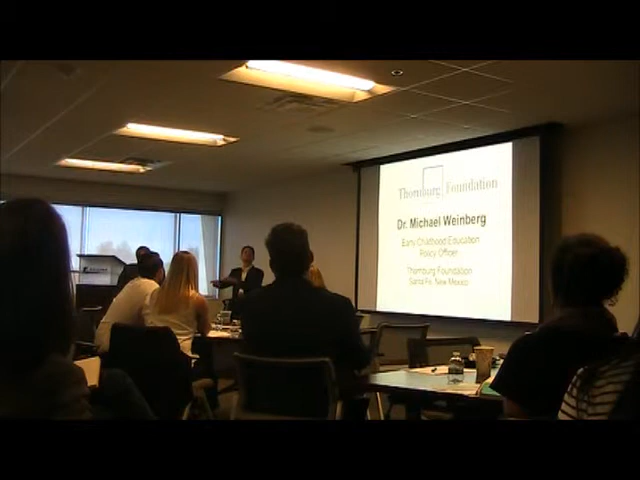 Thornburg Foundation
Dr. Michael Weinberg
Early Childhood Education
Policy Officer
Thornburg Foundation
Santa Fe, New Mexico